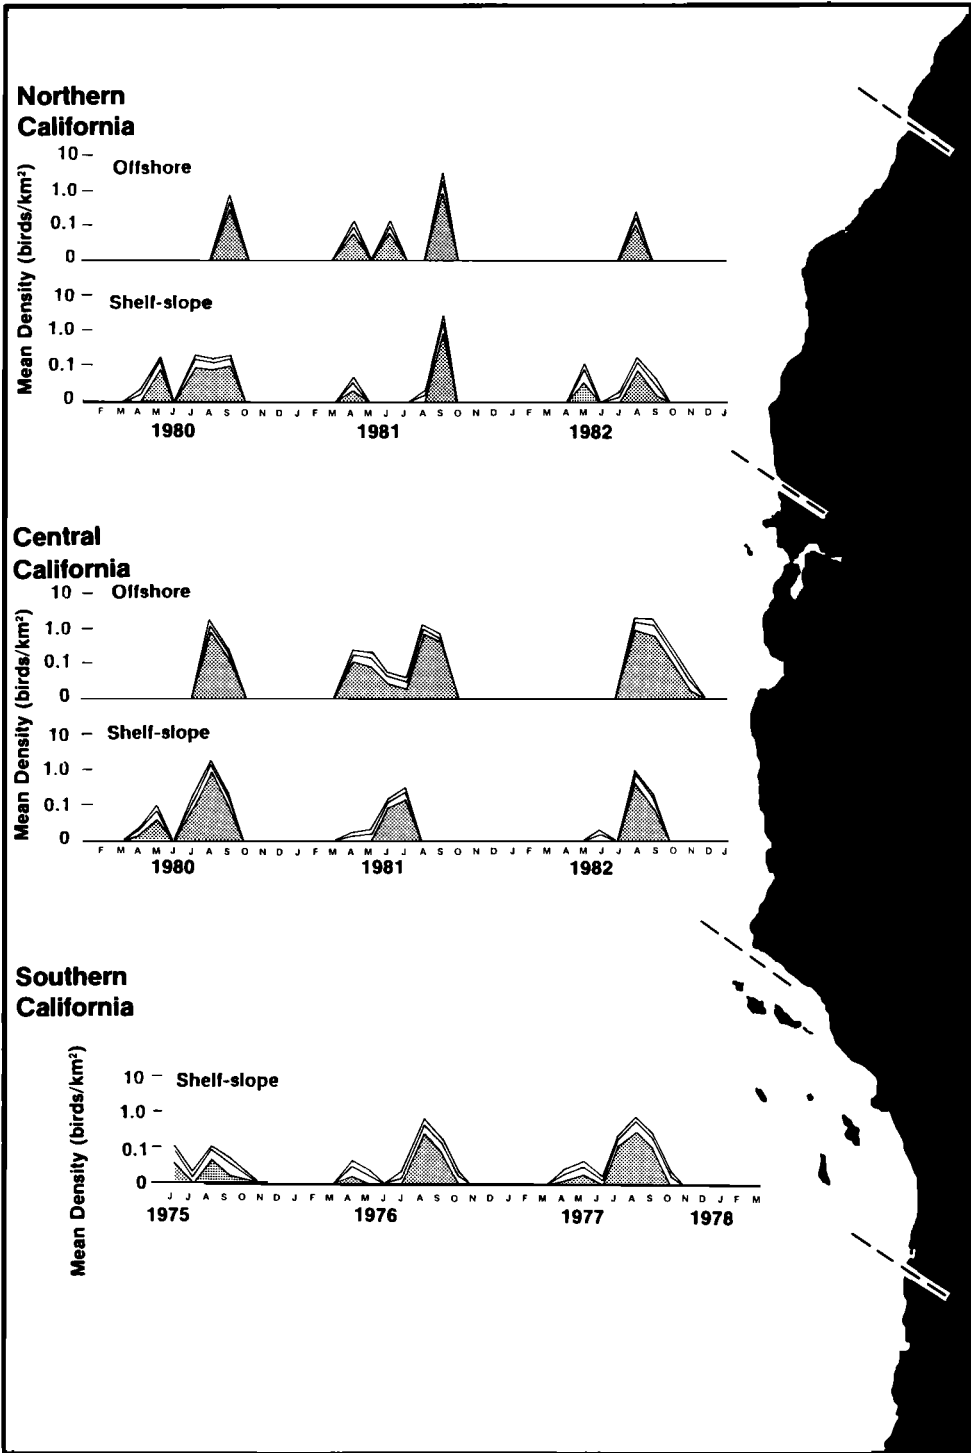 Northern
California
Mean Density (birds/km²)
Offshore
10
1.0
0.1
0
Shelf-slope
10
1.0
0.1
0
F M A M J J A S O N D J F M A M J J A S O N D J F M A M J J A S O N D J
1980 1981 1982
Central
California
Mean Density (birds/km²)
Offshore
10
1.0
0.1
0
Shelf-slope
10
1.0
0.1
0
F M A M J J A S O N D J F M A M J J A S O N D J F M A M J J A S O N D J
1980 1981 1982
Southern
California
Mean Density (birds/km²)
Shelf-slope
10
1.0
0.1
0
J J A S O N D J F M A M J J A S O N D J F M A M J J A S O N D J F M
1975 1976 1977 1978